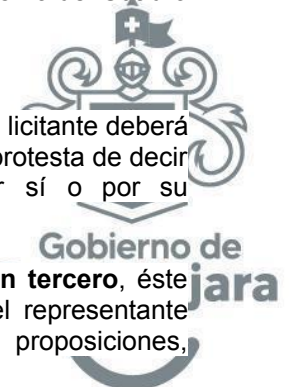 licitante deberá
protesta de decir
r sí o por su
Gobierno de
n tercero, éste
jara
el representante
proposiciones,